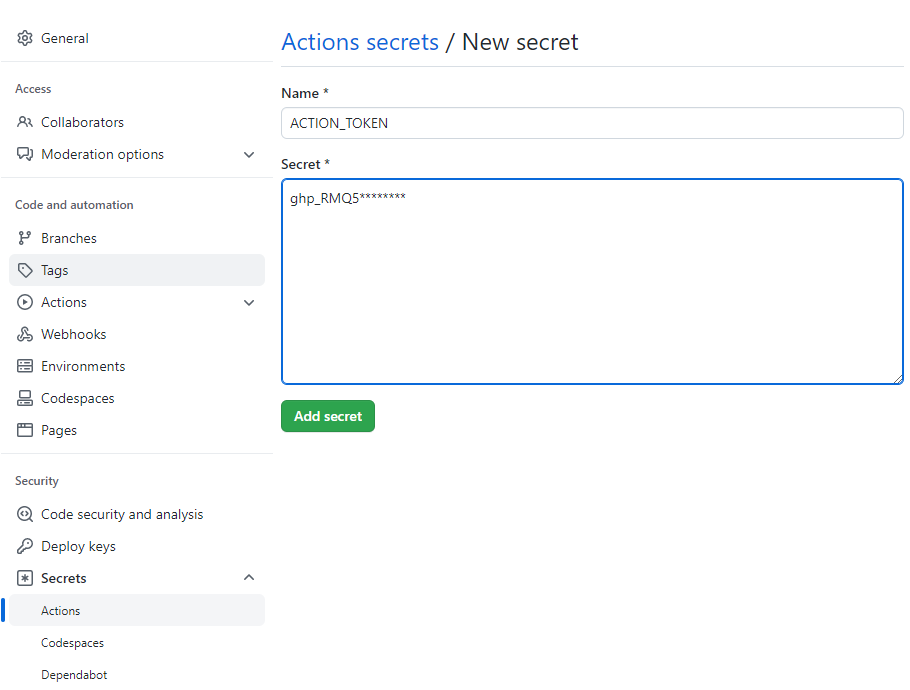 General
Access
Collaborators
Moderation options
Code and automation
Branches
Tags
Actions
Webhooks
Environments
Codespaces
Pages
Security
Code security and analysis
Deploy keys
Secrets
Actions
Codespaces
Dependabot
Actions secrets / New secret
Name *
ACTION_TOKEN
Secret *
ghp_RMQ5********
Add secret